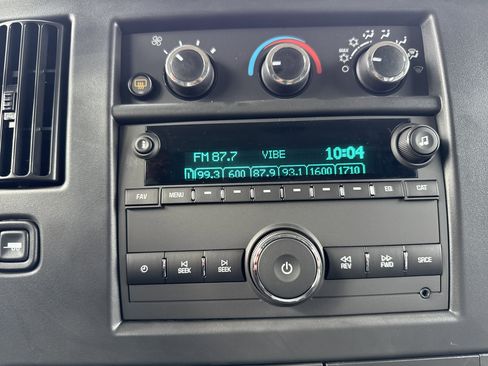 MAX
FM 87.7 VIBE 10:04
1 99.3 600 87.9 93.1 1600 1710
FAV MENU EQ CAT
SEEK SEEK REV FWD SRCE